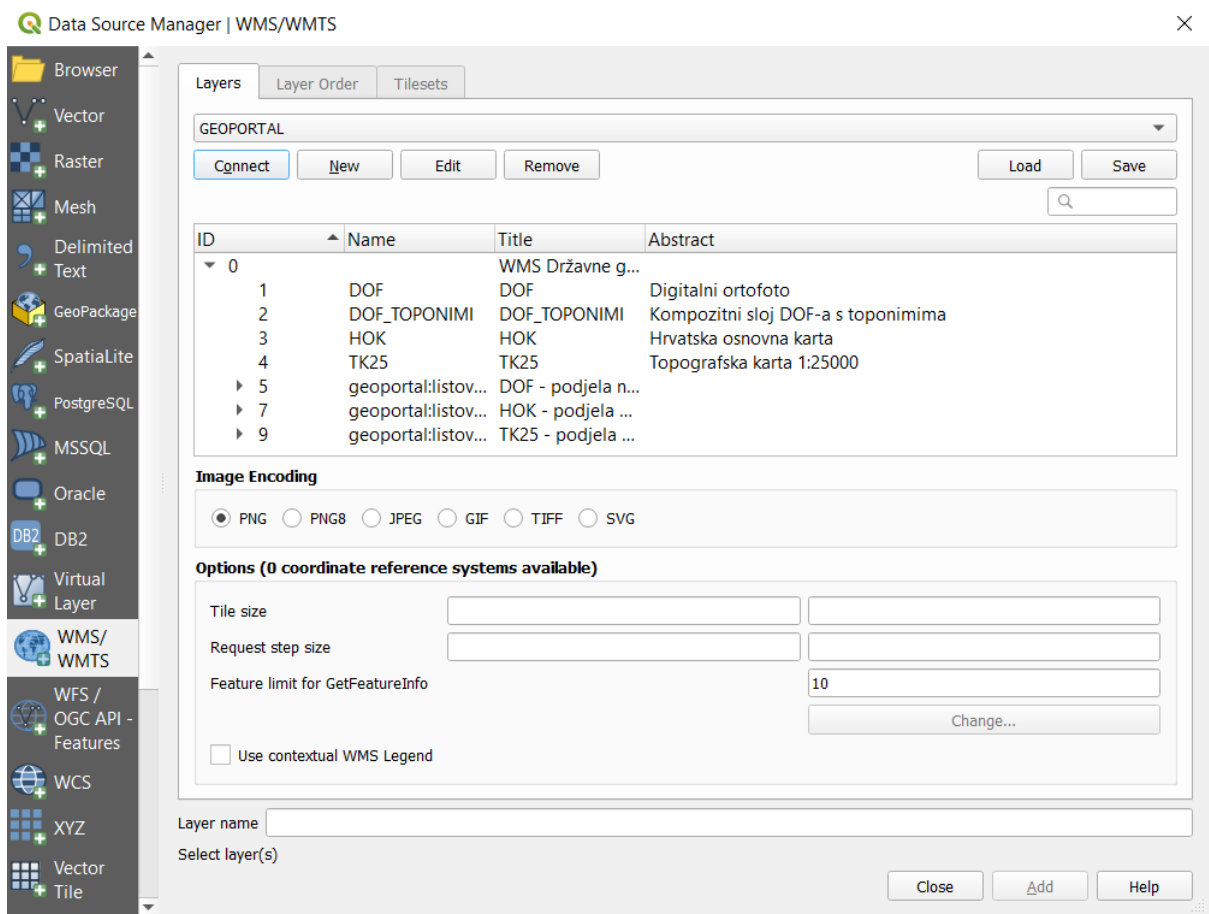 Data Source Manager | WMS/WMTS
Browser
Vector
Raster
Mesh
Delimited
Text
GeoPackage
SpatiaLite
PostgreSQL
MSSQL
Oracle
DB2
DB2
Virtual
Layer
WMS/
WMTS
WFS /
OGC API -
Features
WCS
XYZ
Vector
Tile
Layers Layer Order Tilesets
GEOPORTAL
Connect New Edit Remove Load Save
ID Name Title Abstract
0 WMS Državne g...
1 DOF DOF Digitalni ortofoto
2 DOF_TOPONIMI DOF_TOPONIMI Kompozitni sloj DOF-a s toponimima
3 HOK HOK Hrvatska osnovna karta
4 TK25 TK25 Topografska karta 1:25000
5 geoportal:listov... DOF - podjela n...
7 geoportal:listov... HOK - podjela ...
9 geoportal:listov... TK25 - podjela ...
Image Encoding
PNG PNG8 JPEG GIF TIFF SVG
Options (0 coordinate reference systems available)
Tile size
Request step size
Feature limit for GetFeatureInfo 10
Change...
Use contextual WMS Legend
Layer name
Select layer(s)
Close Add Help